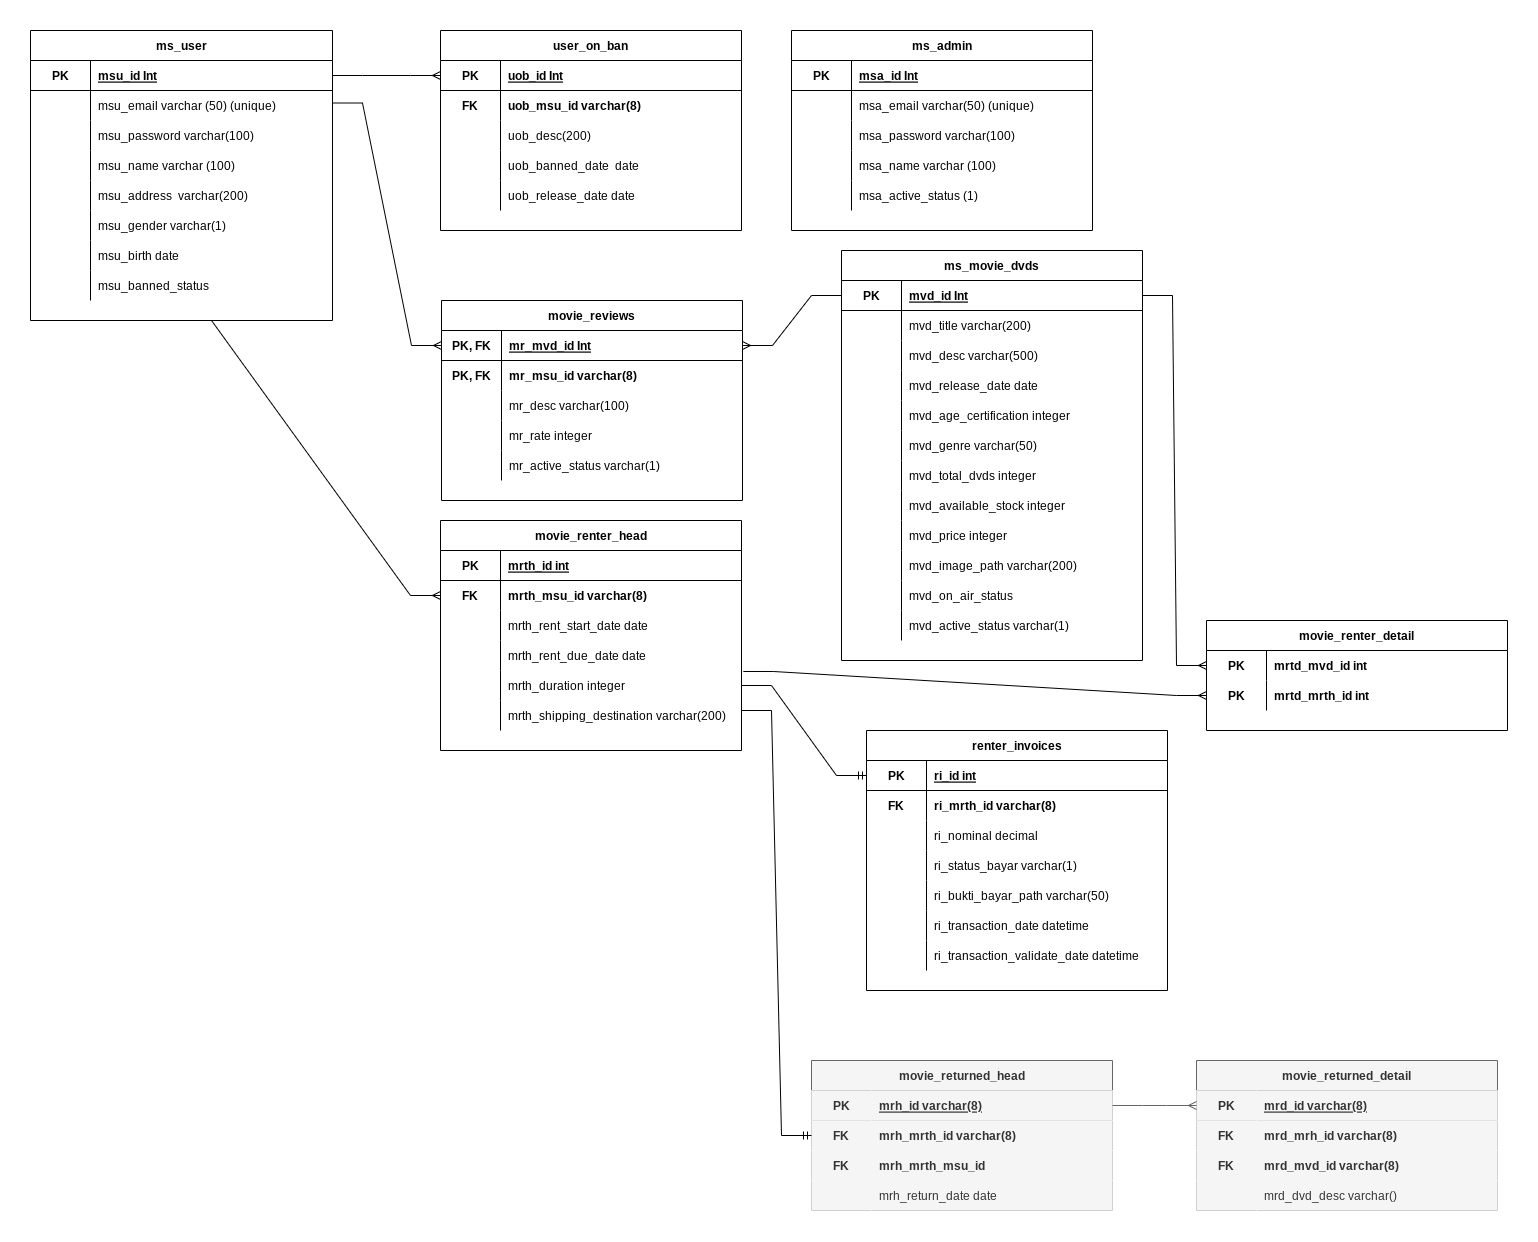 ms_user
PK msu_id Int
msu_email varchar (50) (unique)
msu_password varchar(100)
msu_name varchar (100)
msu_address  varchar(200)
msu_gender varchar(1)
msu_birth date
msu_banned_status
user_on_ban
PK uob_id Int
FK uob_msu_id varchar(8)
uob_desc(200)
uob_banned_date  date
uob_release_date date
ms_admin
PK msa_id Int
msa_email varchar(50) (unique)
msa_password varchar(100)
msa_name varchar (100)
msa_active_status (1)
movie_reviews
PK, FK mr_mvd_id Int
PK, FK mr_msu_id varchar(8)
mr_desc varchar(100)
mr_rate integer
mr_active_status varchar(1)
ms_movie_dvds
PK mvd_id Int
mvd_title varchar(200)
mvd_desc varchar(500)
mvd_release_date date
mvd_age_certification integer
mvd_genre varchar(50)
mvd_total_dvds integer
mvd_available_stock integer
mvd_price integer
mvd_image_path varchar(200)
mvd_on_air_status
mvd_active_status varchar(1)
movie_renter_head
PK mrth_id int
FK mrth_msu_id varchar(8)
mrth_rent_start_date date
mrth_rent_due_date date
mrth_duration integer
mrth_shipping_destination varchar(200)
movie_renter_detail
PK mrtd_mvd_id int
PK mrtd_mrth_id int
renter_invoices
PK ri_id int
FK ri_mrth_id varchar(8)
ri_nominal decimal
ri_status_bayar varchar(1)
ri_bukti_bayar_path varchar(50)
ri_transaction_date datetime
ri_transaction_validate_date datetime
movie_returned_head
PK mrh_id varchar(8)
FK mrh_mrth_id varchar(8)
FK mrh_mrth_msu_id
mrh_return_date date
movie_returned_detail
PK mrd_id varchar(8)
FK mrd_mrh_id varchar(8)
FK mrd_mvd_id varchar(8)
mrd_dvd_desc varchar()